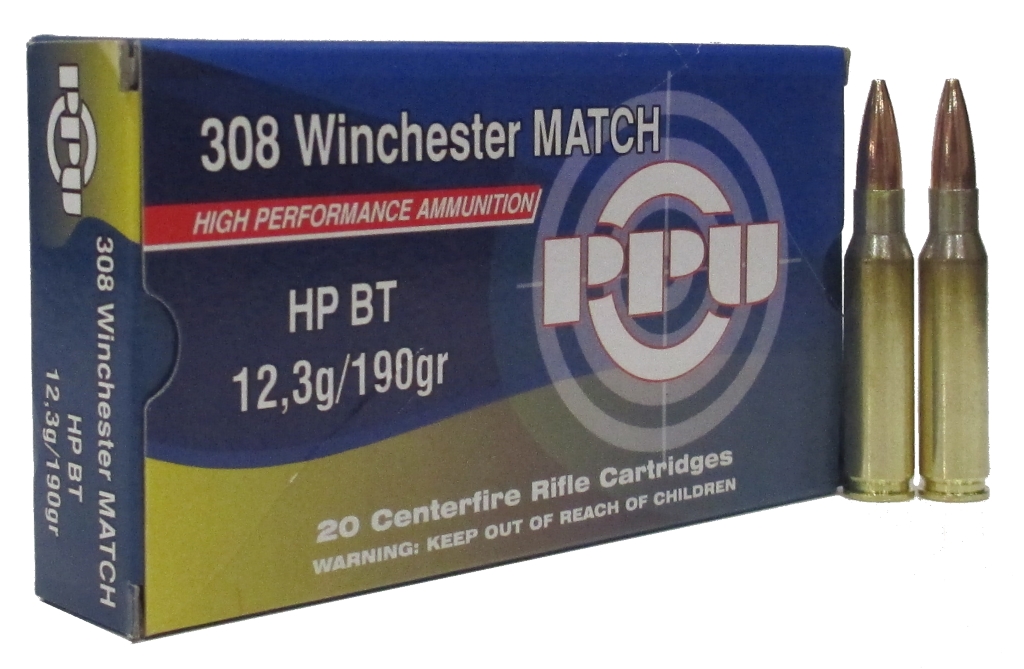 308 Winchester MATCH
HIGH PERFORMANCE AMMUNITION
HP BT
12,3g/190gr
PPU
20 Centerfire Rifle Cartridges
WARNING: KEEP OUT OF REACH OF CHILDREN
PPU
308 Winchester MATCH
HP BT
12,3g/190gr